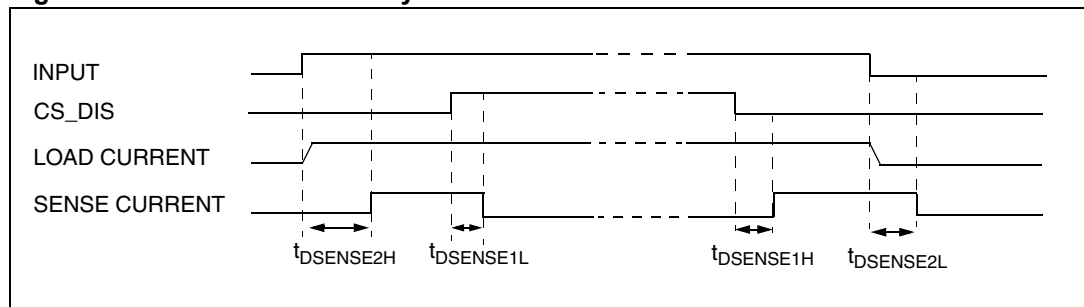 INPUT
CS_DIS
LOAD CURRENT
SENSE CURRENT
tDSENSE2H tDSENSE1L tDSENSE1H tDSENSE2L